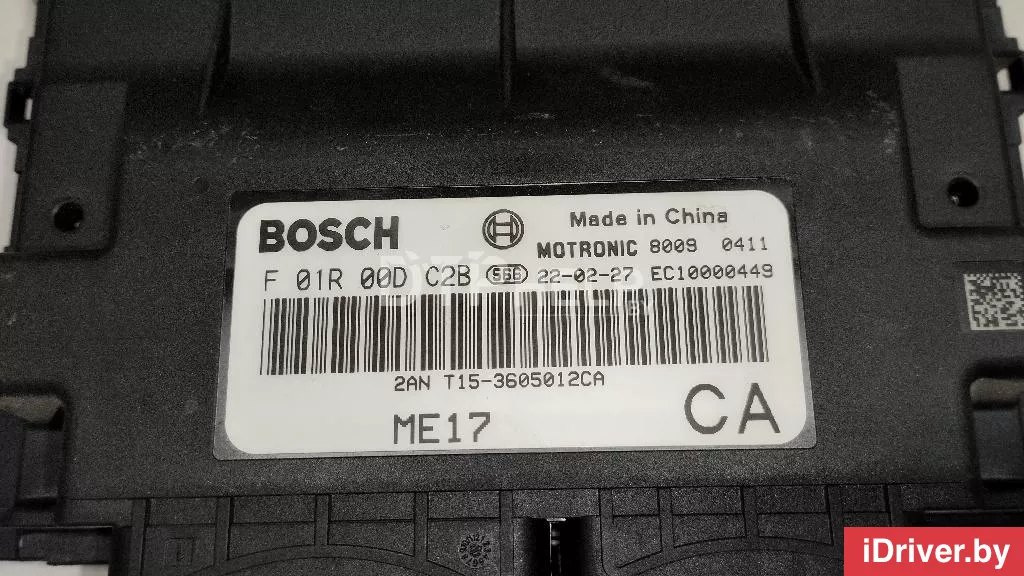 BOSCH
Made in China
MOTRONIC 8009 0411
F 01R 00D C2B 566 22-02-27 EC10000449
2AN T15-3605012CA
ME17
CA
iDriver.by